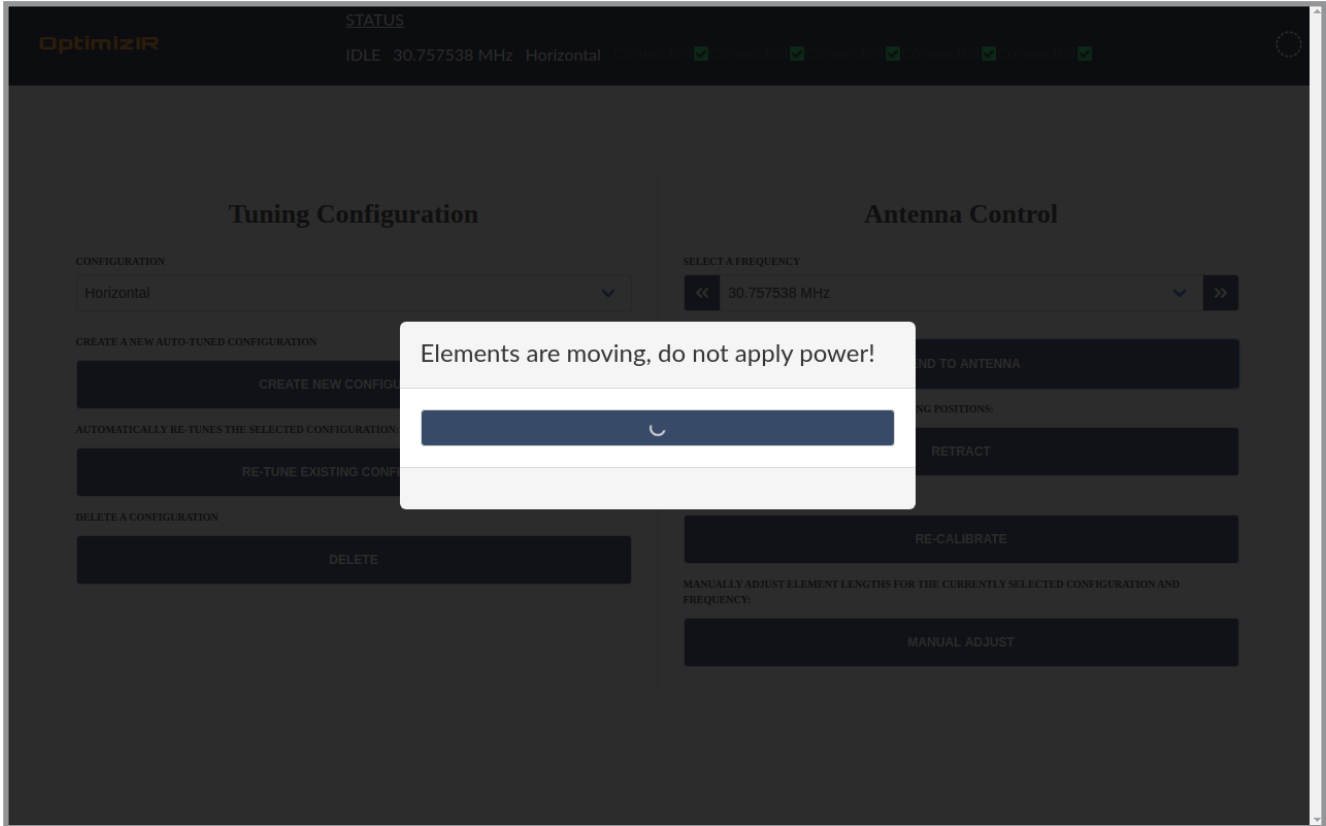 STATUS
OptimizIR
IDLE 30.757538 MHz Horizontal
Tuning Configuration
CONFIGURATION
Horizontal
CREATE A NEW AUTO-TUNED CONFIGURATION
CREATE NEW CONFIGU
AUTOMATICALLY RE-TUNES THE SELECTED CONFIGURATION:
RE-TUNE EXISTING CONF
DELETE A CONFIGURATION
DELETE
Antenna Control
SELECT A FREQUENCY
30.757538 MHz
END TO ANTENNA
NG POSITIONS:
RETRACT
RE-CALIBRATE
MANUALLY ADJUST ELEMENT LENGTHS FOR THE CURRENTLY SELECTED CONFIGURATION AND
FREQUENCY:
MANUAL ADJUST
Elements are moving, do not apply power!